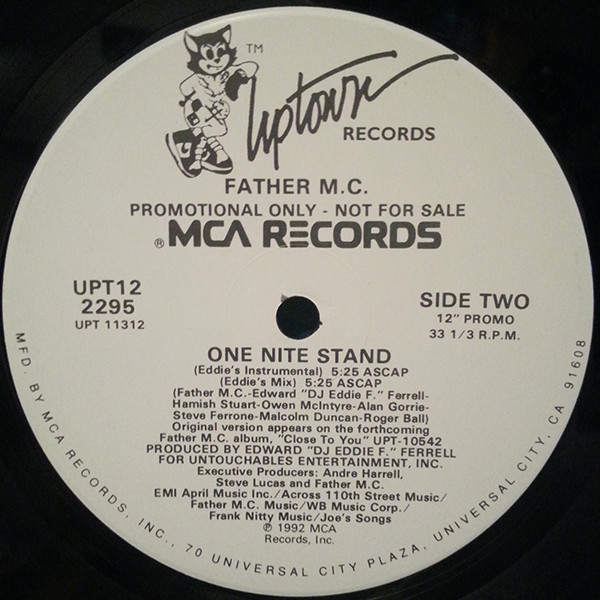 TM
Uptown
RECORDS
FATHER M.C.
PROMOTIONAL ONLY - NOT FOR SALE
® MCA RECORDS
UPT12
2295
UPT 11312
SIDE TWO
12" PROMO
33 1/3 R.P.M.
ONE NITE STAND
(Eddie's Instrumental) 5:25 ASCAP
(Eddie's Mix) 5:25 ASCAP
(Father M.C.-Edward "DJ Eddie F." Ferrell-
Hamish Stuart-Owen McIntyre-Alan Gorrie-
Steve Ferrone-Malcolm Duncan-Roger Ball)
Original version appears on the forthcoming
Father M.C. album, "Close To You" UPT-10542
PRODUCED BY EDWARD "DJ EDDIE F." FERRELL
FOR UNTOUCHABLES ENTERTAINMENT, INC.
Executive Producers: Andre Harrell,
Steve Lucas and Father M.C.
EMI April Music Inc./Across 110th Street Music/
Father M.C. Music/WB Music Corp./
Frank Nitty Music/Joe's Songs
℗ 1992 MCA
Records, Inc.
MFD. BY MCA RECORDS, INC., 70 UNIVERSAL CITY PLAZA, UNIVERSAL CITY, CA 91608